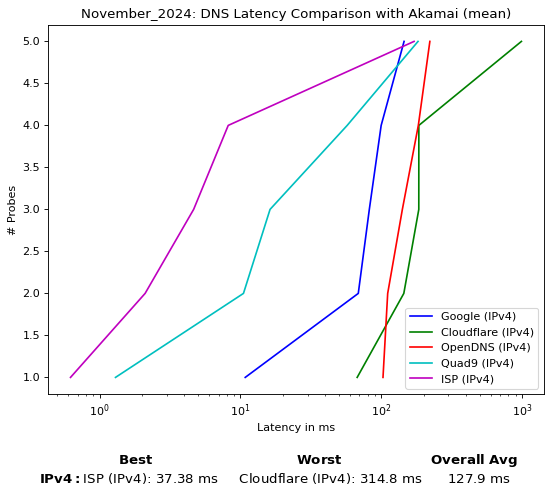 November_2024: DNS Latency Comparison with Akamai (mean)
5.0
4.5
4.0
3.5
3.0
2.5
2.0
1.5
1.0
# Probes
Google (IPv4)
Cloudflare (IPv4)
OpenDNS (IPv4)
Quad9 (IPv4)
ISP (IPv4)
10⁰ 10¹ 10² 10³
Latency in ms
Best Worst Overall Avg
IPv4: ISP (IPv4): 37.38 ms Cloudflare (IPv4): 314.8 ms 127.9 ms